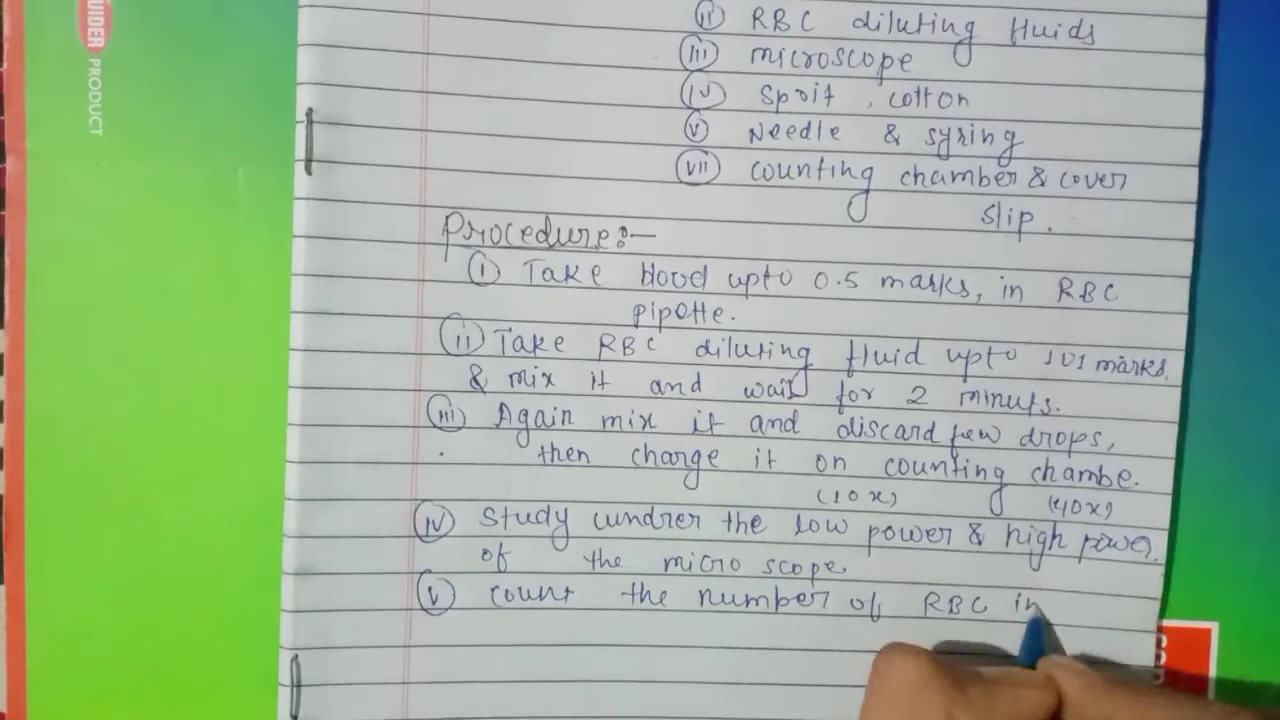 UIDER PRODUCT
(ii) RBC diluting fluids
(iii) microscope
(iv) sprit, cotton
(v) Needle & syring
(vii) counting chamber & cover
slip.
Procedure:-
(i) Take blood upto 0.5 marks, in RBC
pipette.
(ii) Take RBC diluting fluid upto 101 marks.
& mix it and wait for 2 minuts.
(iii) Again mix it and discard few drops,
then charge it on counting chambe.
(10x) (40x)
(iv) Study undrer the low power & high power.
of the micro scope
(v) count the number of RBC in